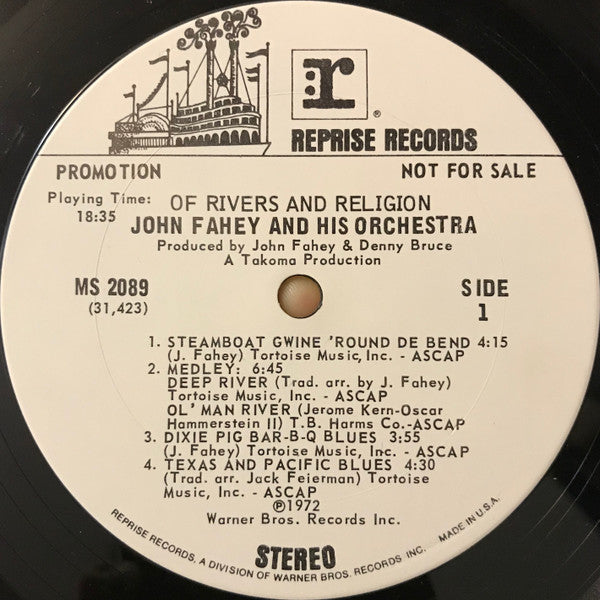 r
®
REPRISE RECORDS
PROMOTION NOT FOR SALE
Playing Time:
18:35
OF RIVERS AND RELIGION
JOHN FAHEY AND HIS ORCHESTRA
Produced by John Fahey & Denny Bruce
A Takoma Production
MS 2089
(31,423)
SIDE
1
1. STEAMBOAT GWINE 'ROUND DE BEND 4:15
(J. Fahey) Tortoise Music, Inc. - ASCAP
2. MEDLEY: 6:45
DEEP RIVER (Trad. arr. by J. Fahey)
Tortoise Music, Inc. - ASCAP
OL' MAN RIVER (Jerome Kern-Oscar
Hammerstein II) T.B. Harms Co.-ASCAP
3. DIXIE PIG BAR-B-Q BLUES 3:55
(J. Fahey) Tortoise Music, Inc. - ASCAP
4. TEXAS AND PACIFIC BLUES 4:30
(Trad. arr. Jack Feierman) Tortoise
Music, Inc. - ASCAP
℗1972
Warner Bros. Records Inc.
STEREO
REPRISE RECORDS, A DIVISION OF WARNER BROS. RECORDS INC. MADE IN U.S.A.